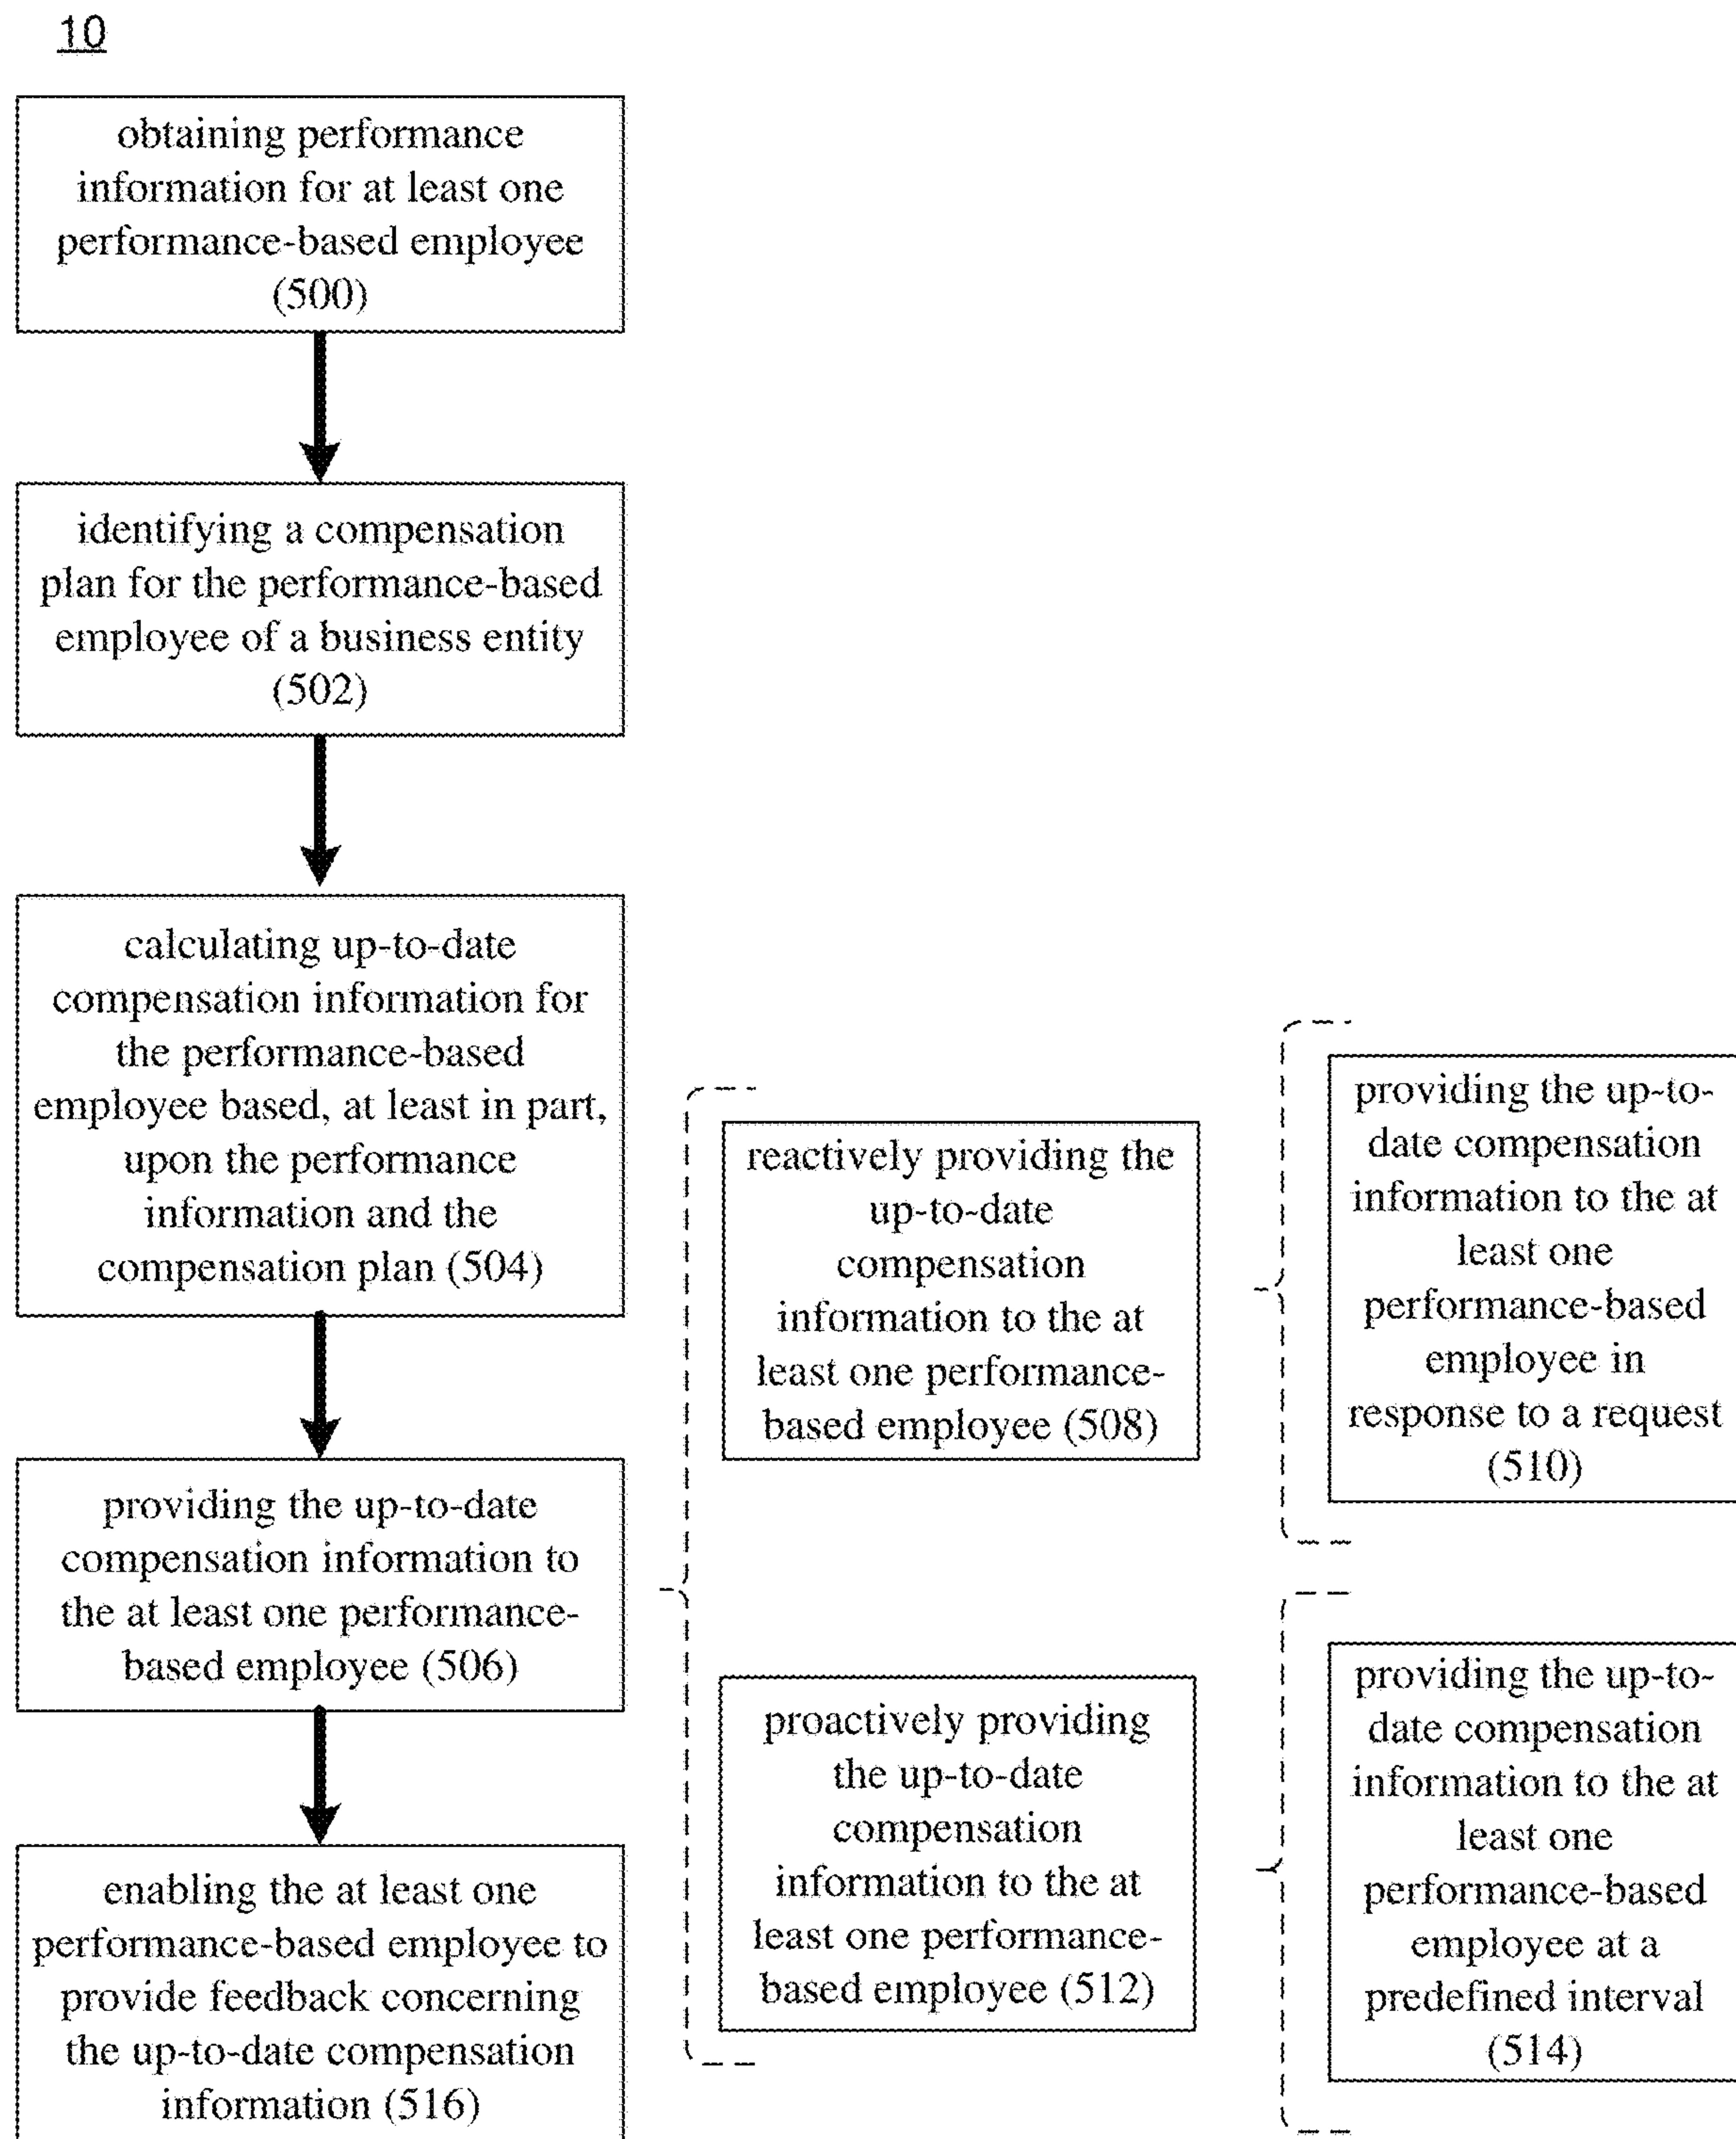 10
obtaining performance
information for at least one
performance-based employee
(500)
identifying a compensation
plan for the performance-based
employee of a business entity
(502)
calculating up-to-date
compensation information for
the performance-based
employee based, at least in part,
upon the performance
information and the
compensation plan (504)
providing the up-to-date
compensation information to
the at least one performance-
based employee (506)
reactively providing the
up-to-date
compensation
information to the at
least one performance-
based employee (508)
providing the up-to-
date compensation
information to the at
least one
performance-based
employee in
response to a request
(510)
proactively providing
the up-to-date
compensation
information to the at
least one performance-
based employee (512)
providing the up-to-
date compensation
information to the at
least one
performance-based
employee at a
predefined interval
(514)
enabling the at least one
performance-based employee to
provide feedback concerning
the up-to-date compensation
information (516)